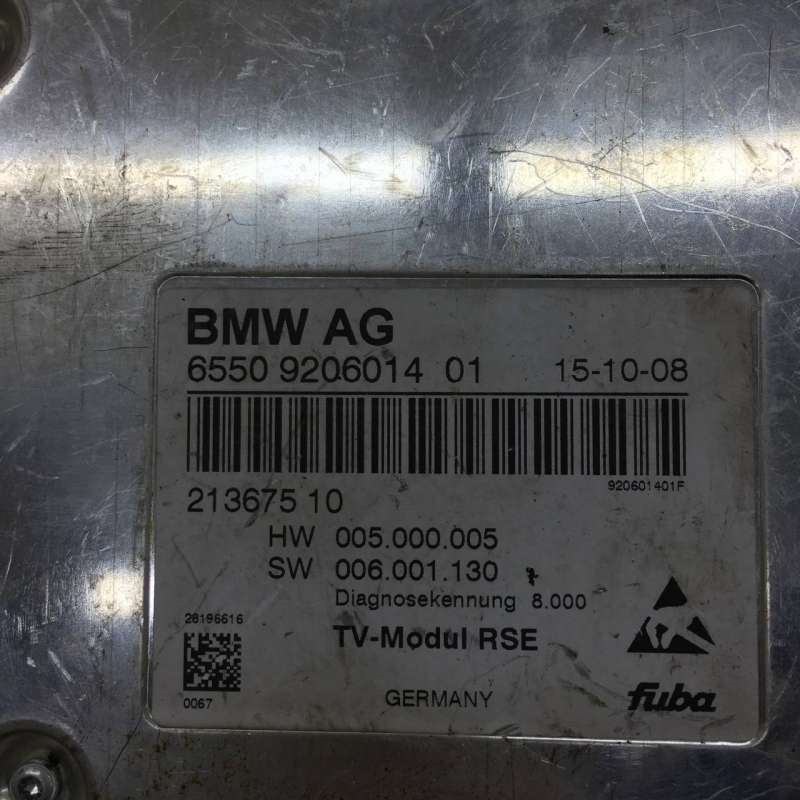 BMW AG
6550 9206014 01 15-10-08
920601401F
213675 10
HW 005.000.005
SW 006.001.130
Diagnosekennung 8.000
26196616
TV-Modul RSE
0067
GERMANY
fuba